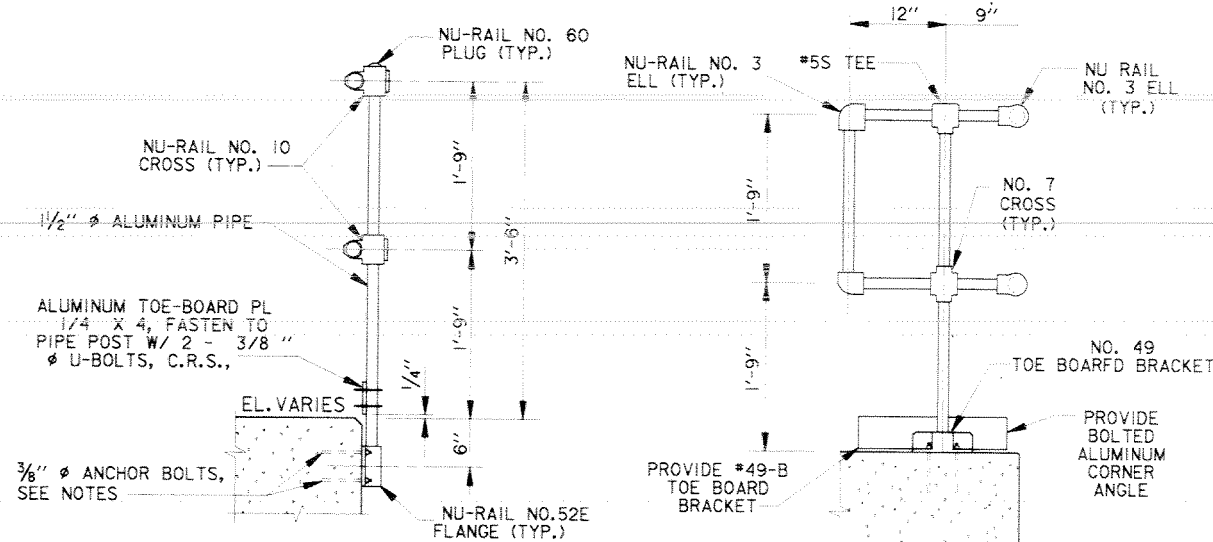 NU-RAIL NO. 60
PLUG (TYP.)
NU-RAIL NO. 10
CROSS (TYP.)
1 1/2" ø ALUMINUM PIPE
ALUMINUM TOE-BOARD PL
1/4 X 4, FASTEN TO
PIPE POST W/ 2 - 3/8 "
ø U-BOLTS, C.R.S.,
EL. VARIES
3/8" ø ANCHOR BOLTS,
SEE NOTES
NU-RAIL NO.52E
FLANGE (TYP.)
1'-9"
1'-9"
3'-6"
1/4"
6"
12"
9"
NU-RAIL NO. 3
ELL (TYP.)
#5S TEE
NU RAIL
NO. 3 ELL
(TYP.)
1'-9"
NO. 7
CROSS
(TYP.)
1'-9"
NO. 49
TOE BOARFD BRACKET
PROVIDE #49-B
TOE BOARD
BRACKET
PROVIDE
BOLTED
ALUMINUM
CORNER
ANGLE